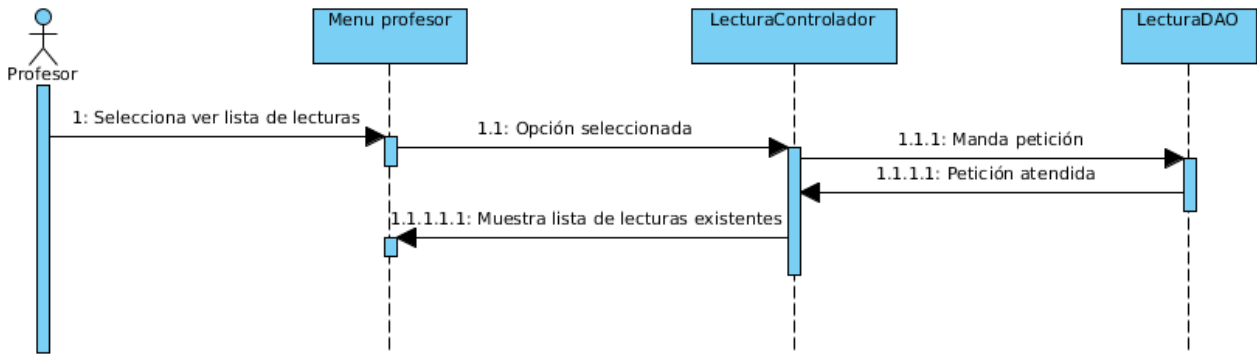 Menu profesor
LecturaControlador
LecturaDAO
Profesor
1: Selecciona ver lista de lecturas
1.1: Opción seleccionada
1.1.1: Manda petición
1.1.1.1: Petición atendida
1.1.1.1.1: Muestra lista de lecturas existentes